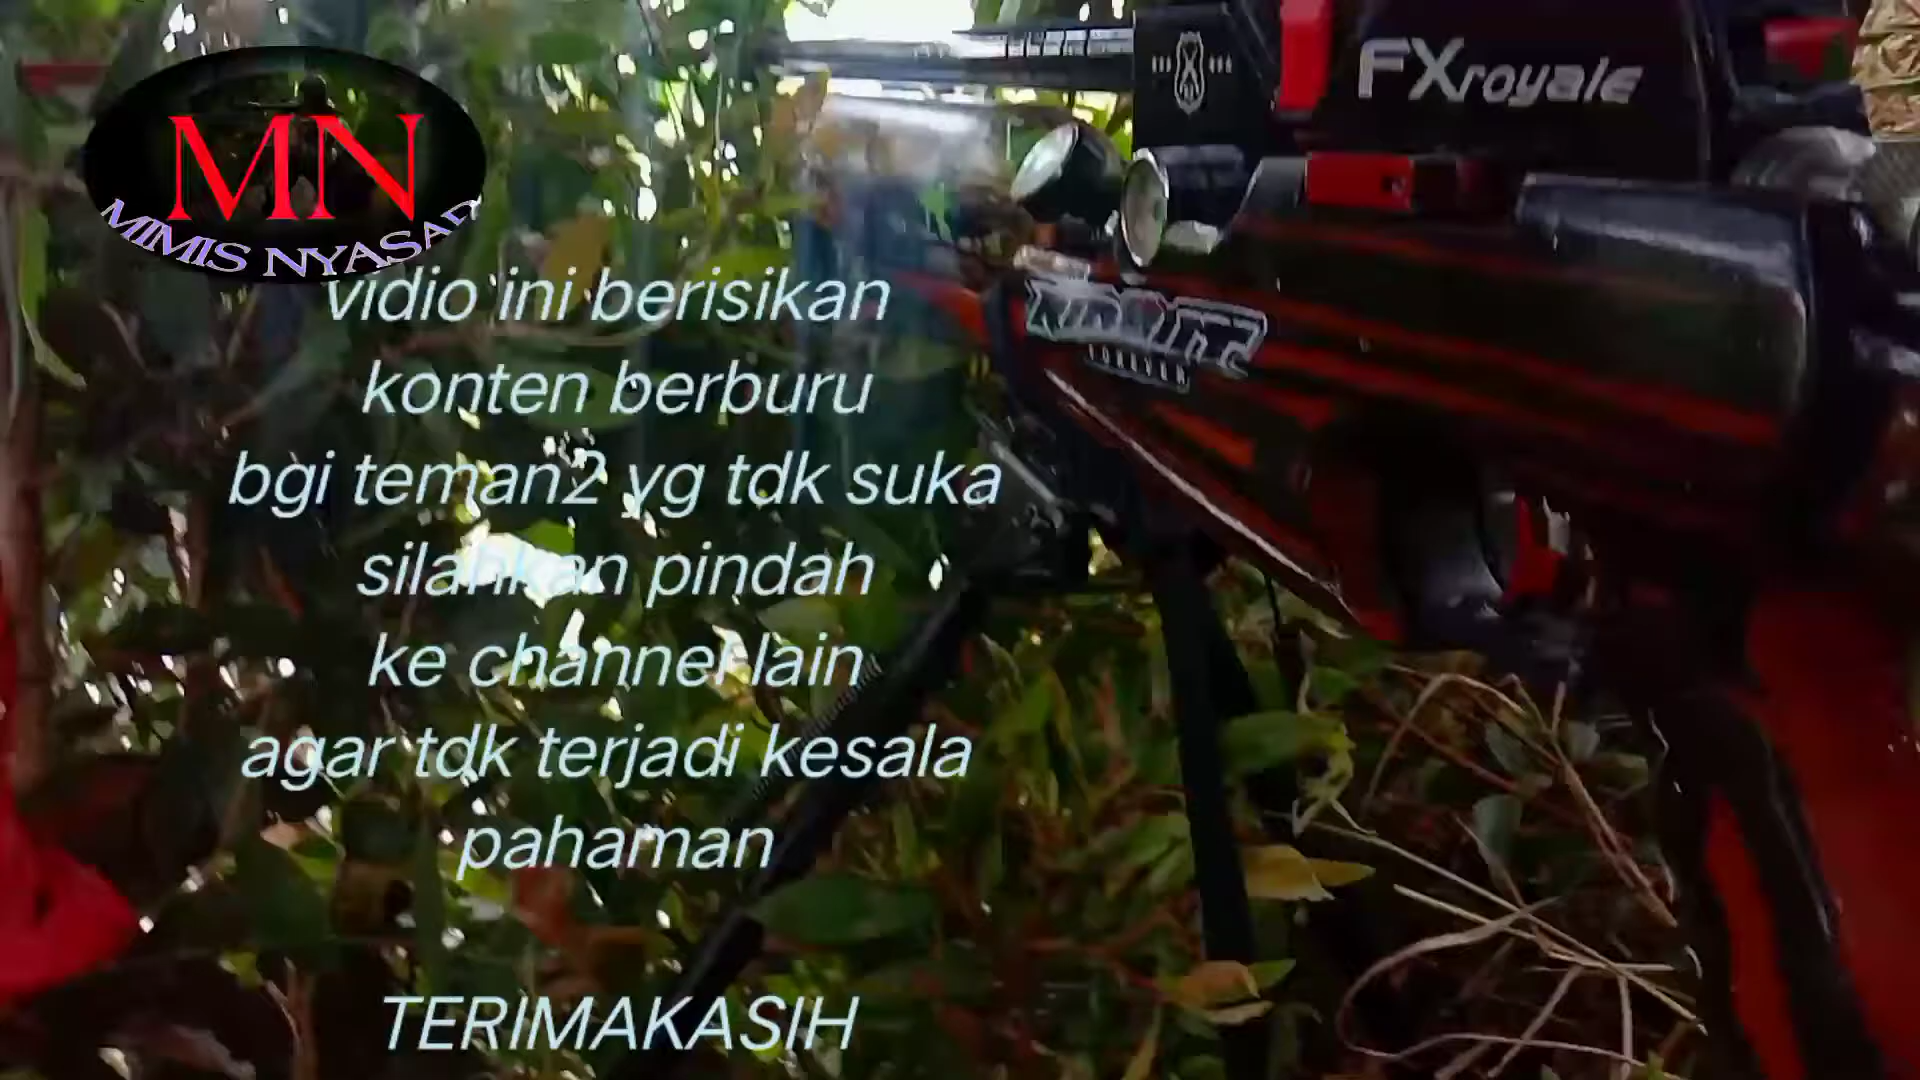 MN
MIMIS NYASAR
FXroyale
vidio ini berisikan
konten berburu
bgi teman2 yg tdk suka
silahkan pindah
ke channel lain
agar tdk terjadi kesala
pahaman
TERIMAKASIH
FOREVER